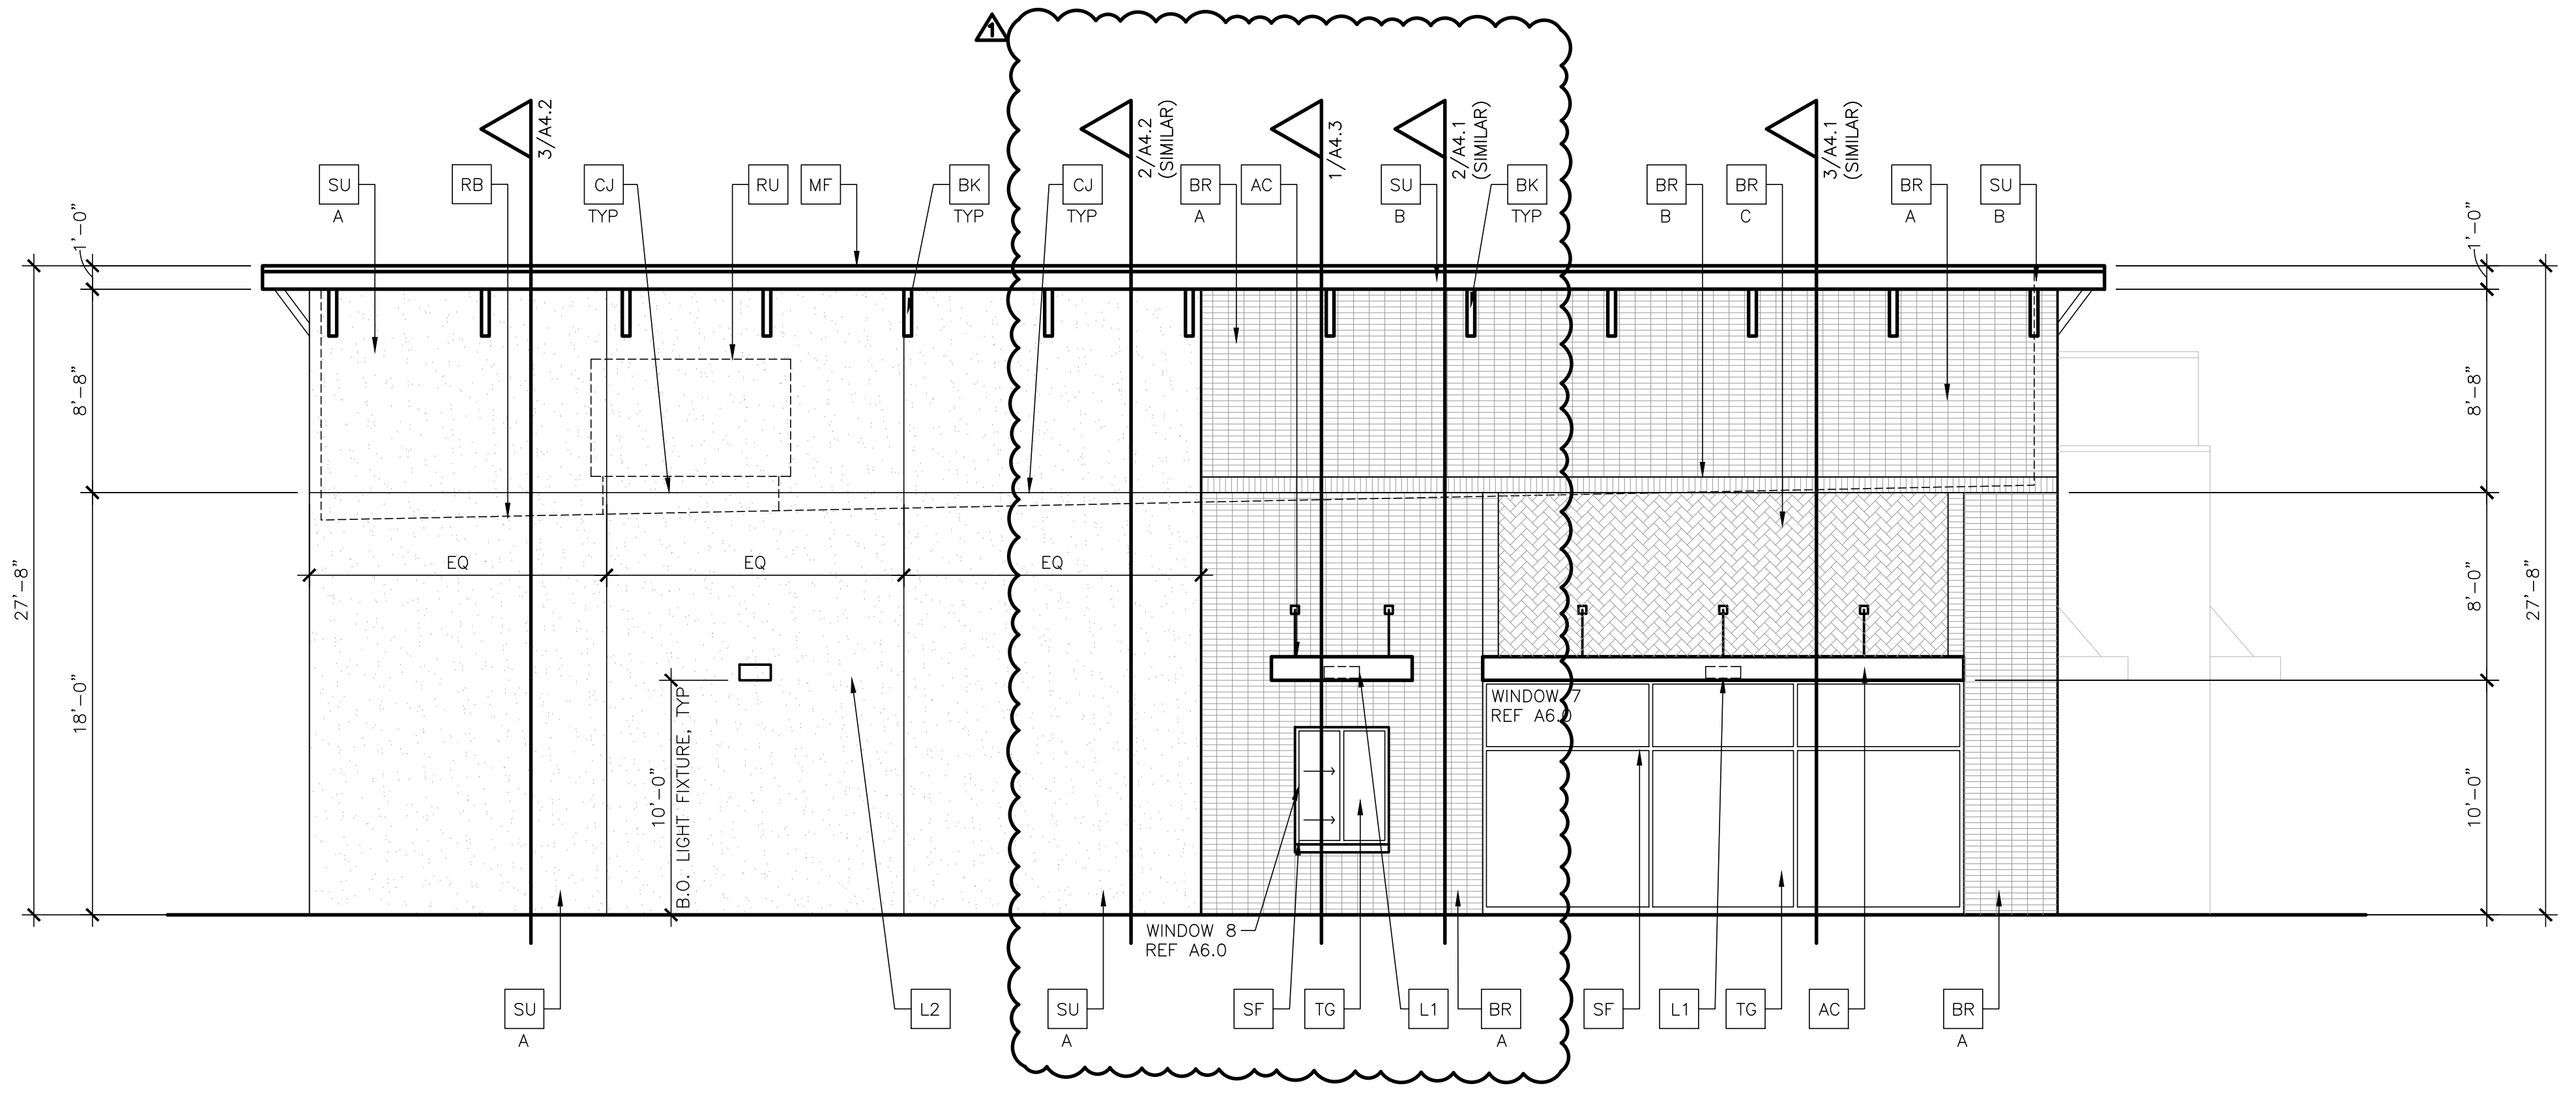 1
3/A4.2
2/A4.2
(SIMILAR)
1/A4.3
2/A4.1
(SIMILAR)
3/A4.1
(SIMILAR)
SU
A
RB
CJ
TYP
RU
MF
BK
TYP
CJ
TYP
BR
A
AC
SU
B
BK
TYP
BR
B
BR
C
BR
A
SU
B
1'-0"
8'-8"
18'-0"
27'-8"
1'-0"
8'-8"
8'-0"
10'-0"
27'-8"
EQ
EQ
EQ
10'-0"
B.O. LIGHT FIXTURE, TYP
WINDOW 7
REF A6.0
WINDOW 8
REF A6.0
SU
A
L2
SU
A
SF
TG
L1
BR
A
SF
L1
TG
AC
BR
A